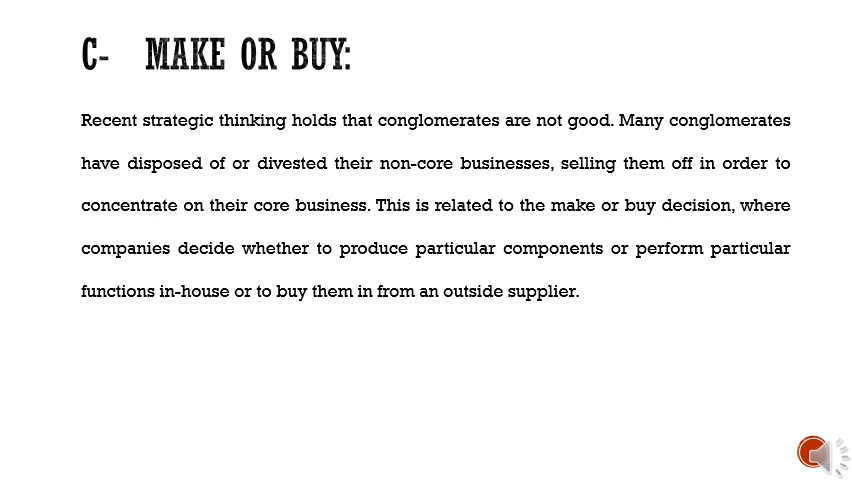 C- MAKE OR BUY:
Recent strategic thinking holds that conglomerates are not good. Many conglomerates
have disposed of or divested their non-core businesses, selling them off in order to
concentrate on their core business. This is related to the make or buy decision, where
companies decide whether to produce particular components or perform particular
functions in-house or to buy them in from an outside supplier.